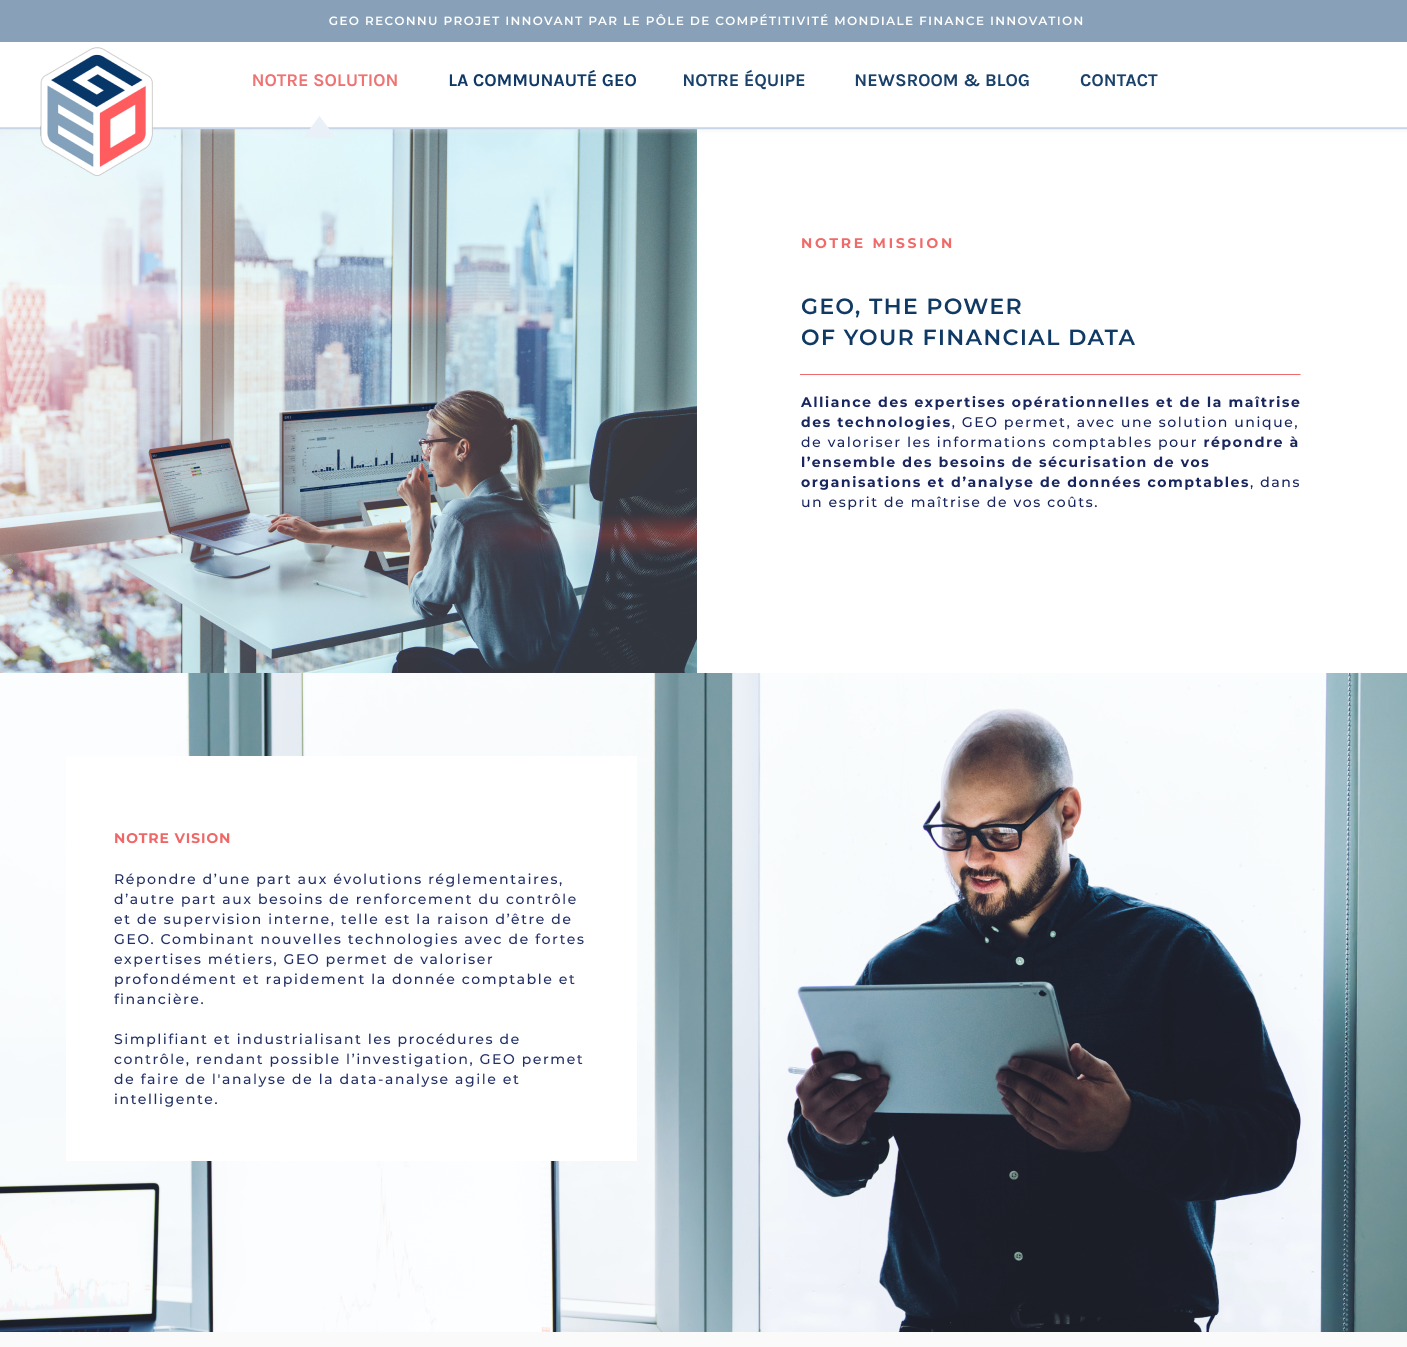 GEO RECONNU PROJET INNOVANT PAR LE PÔLE DE COMPÉTITIVITÉ MONDIALE FINANCE INNOVATION
GEO
NOTRE SOLUTION
LA COMMUNAUTÉ GEO
NOTRE ÉQUIPE
NEWSROOM & BLOG
CONTACT
NOTRE MISSION
GEO, THE POWER
OF YOUR FINANCIAL DATA
Alliance des expertises opérationnelles et de la maîtrise
des technologies, GEO permet, avec une solution unique,
de valoriser les informations comptables pour répondre à
l’ensemble des besoins de sécurisation de vos
organisations et d’analyse de données comptables, dans
un esprit de maîtrise de vos coûts.
NOTRE VISION
Répondre d’une part aux évolutions réglementaires,
d’autre part aux besoins de renforcement du contrôle
et de supervision interne, telle est la raison d’être de
GEO. Combinant nouvelles technologies avec de fortes
expertises métiers, GEO permet de valoriser
profondément et rapidement la donnée comptable et
financière.
Simplifiant et industrialisant les procédures de
contrôle, rendant possible l’investigation, GEO permet
de faire de l'analyse de la data-analyse agile et
intelligente.